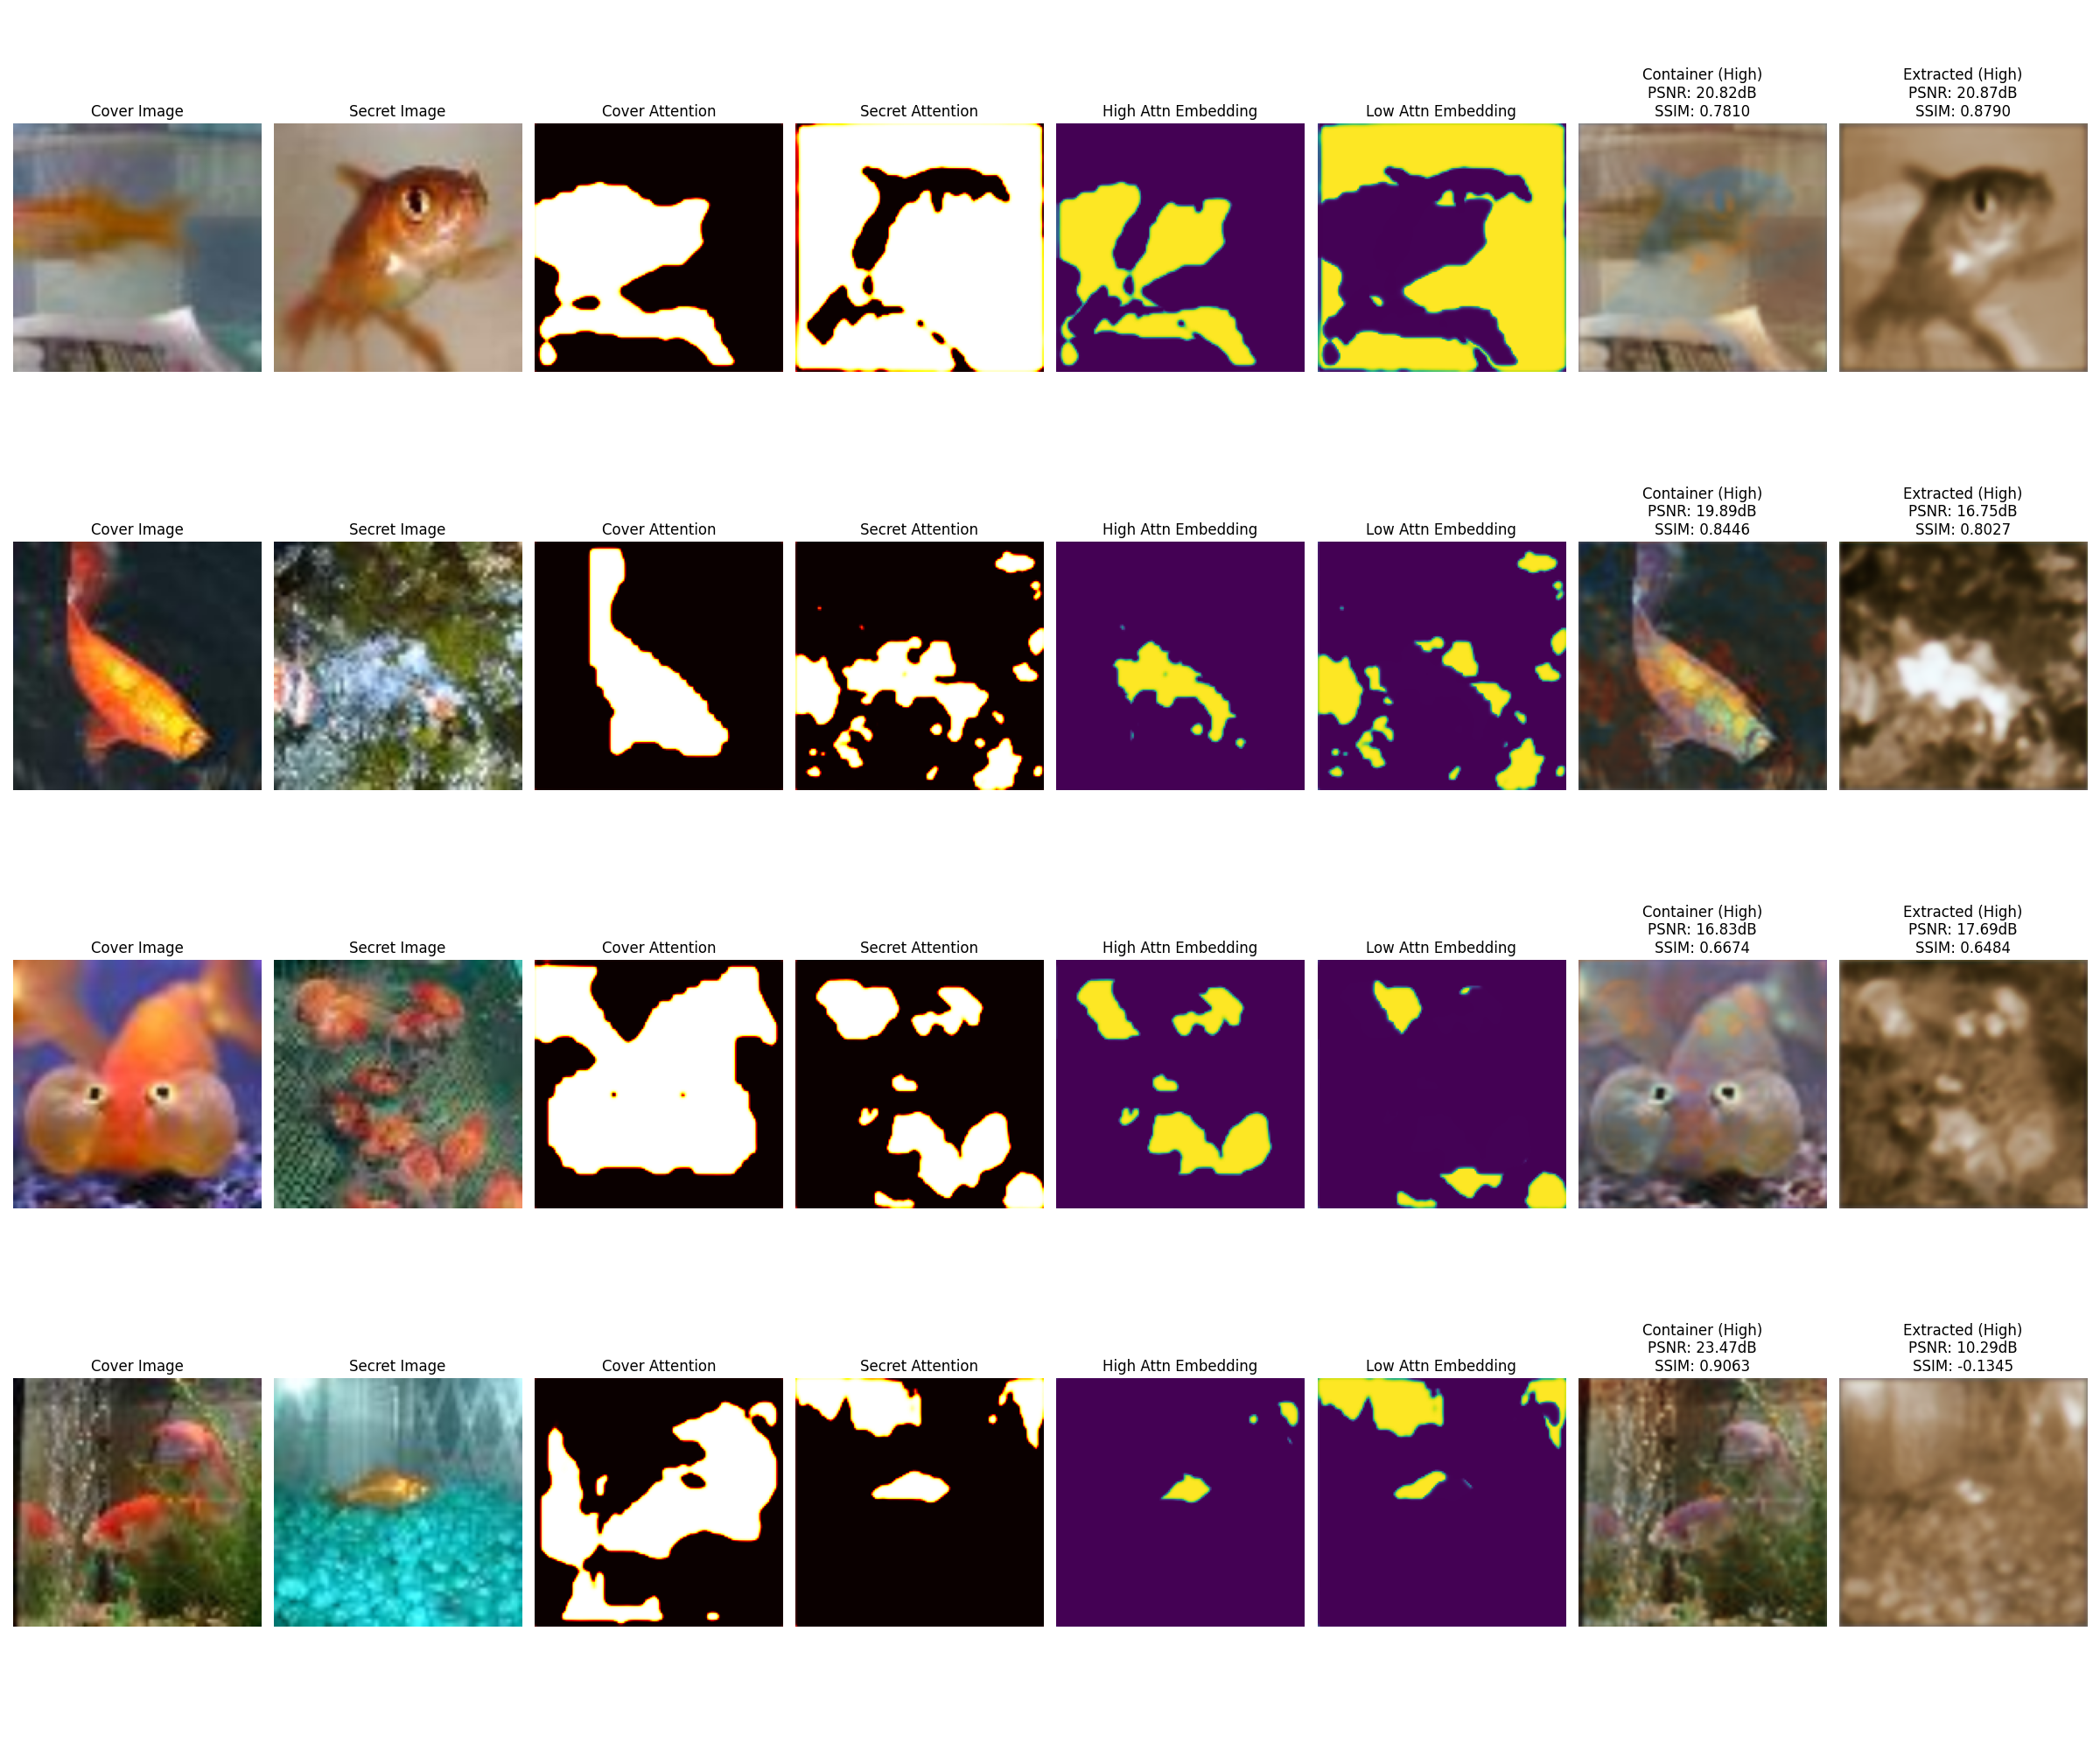 Cover Image
Secret Image
Cover Attention
Secret Attention
High Attn Embedding
Low Attn Embedding
Container (High)
PSNR: 20.82dB
SSIM: 0.7810
Extracted (High)
PSNR: 20.87dB
SSIM: 0.8790
Cover Image
Secret Image
Cover Attention
Secret Attention
High Attn Embedding
Low Attn Embedding
Container (High)
PSNR: 19.89dB
SSIM: 0.8446
Extracted (High)
PSNR: 16.75dB
SSIM: 0.8027
Cover Image
Secret Image
Cover Attention
Secret Attention
High Attn Embedding
Low Attn Embedding
Container (High)
PSNR: 16.83dB
SSIM: 0.6674
Extracted (High)
PSNR: 17.69dB
SSIM: 0.6484
Cover Image
Secret Image
Cover Attention
Secret Attention
High Attn Embedding
Low Attn Embedding
Container (High)
PSNR: 23.47dB
SSIM: 0.9063
Extracted (High)
PSNR: 10.29dB
SSIM: -0.1345